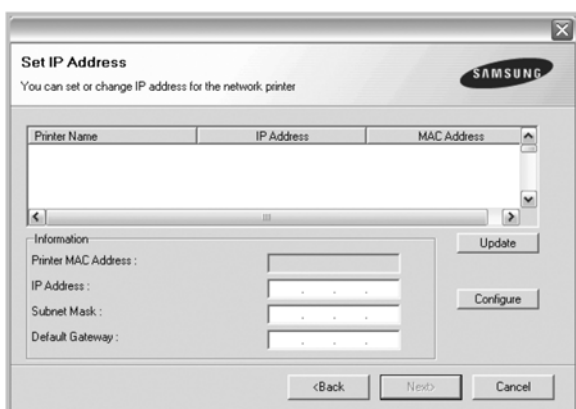 Set IP Address
You can set or change IP address for the network printer
SAMSUNG
Printer Name IP Address MAC Address
Information
Update
Printer MAC Address :
IP Address :
Configure
Subnet Mask :
Default Gateway :
<Back Next> Cancel